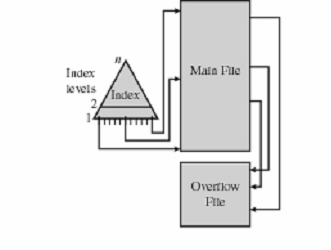 n
Main File
Index
levels
Index
2
1
Overflow
File